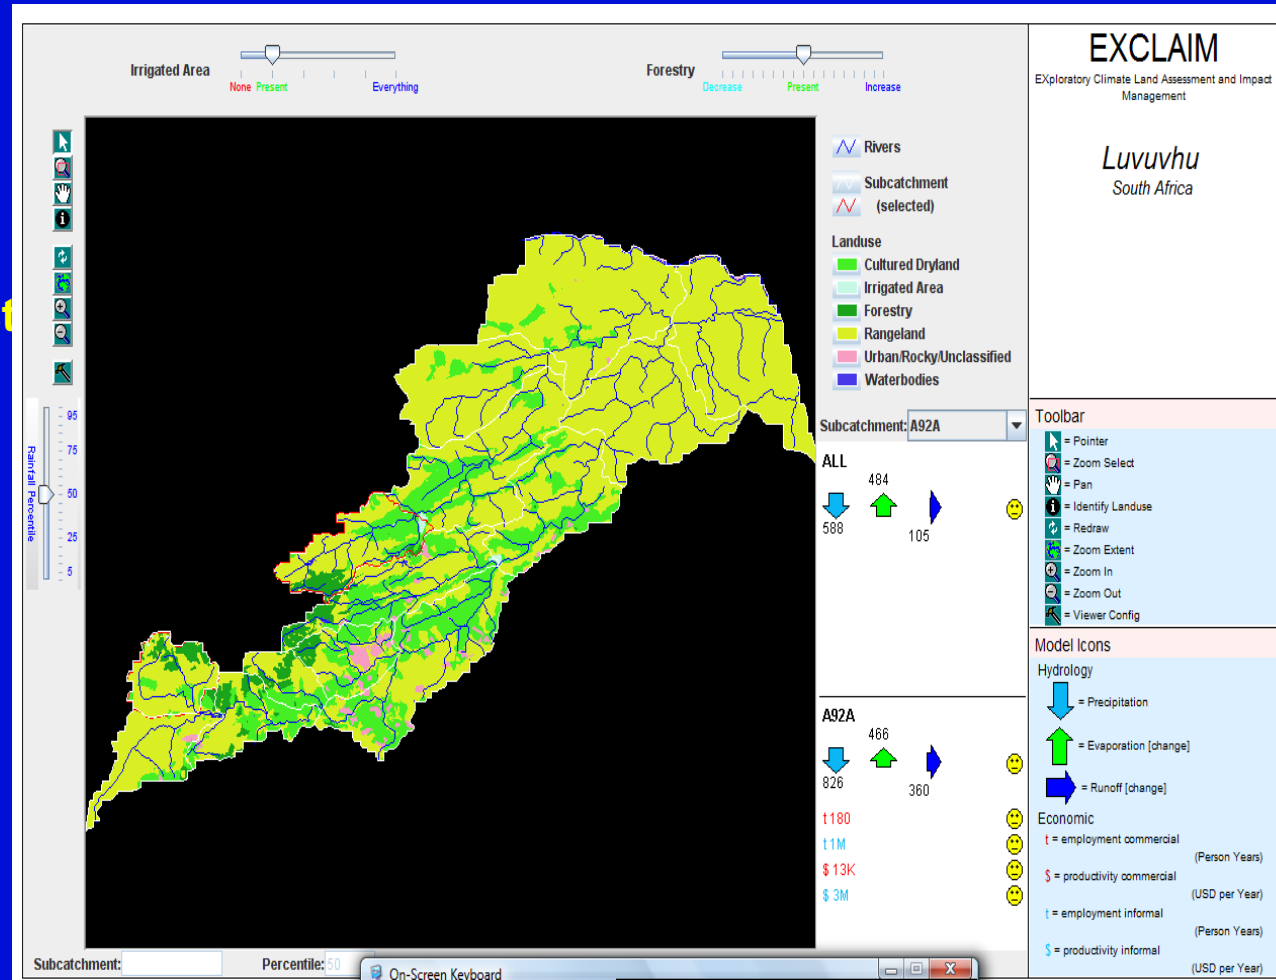 Irrigated Area
None Present Everything
Forestry
Decrease Present Increase
t
95
75
50
25
5
Rainfall Percentile
Rivers
Subcatchment
(selected)
Landuse
Cultured Dryland
Irrigated Area
Forestry
Rangeland
Urban/Rocky/Unclassified
Waterbodies
Subcatchment: A92A
ALL
484
588
105
A92A
466
826
360
t 180
t 1M
$ 13K
$ 3M
Subcatchment:
Percentile: 50
On-Screen Keyboard
EXCLAIM
EXploratory Climate Land Assessment and Impact
Management
Luvuvhu
South Africa
Toolbar
= Pointer
= Zoom Select
= Pan
= Identify Landuse
= Redraw
= Zoom Extent
= Zoom In
= Zoom Out
= Viewer Config
Model Icons
Hydrology
= Precipitation
= Evaporation [change]
= Runoff [change]
Economic
t = employment commercial
(Person Years)
$ = productivity commercial
(USD per Year)
t = employment informal
(Person Years)
$ = productivity informal
(USD per Year)